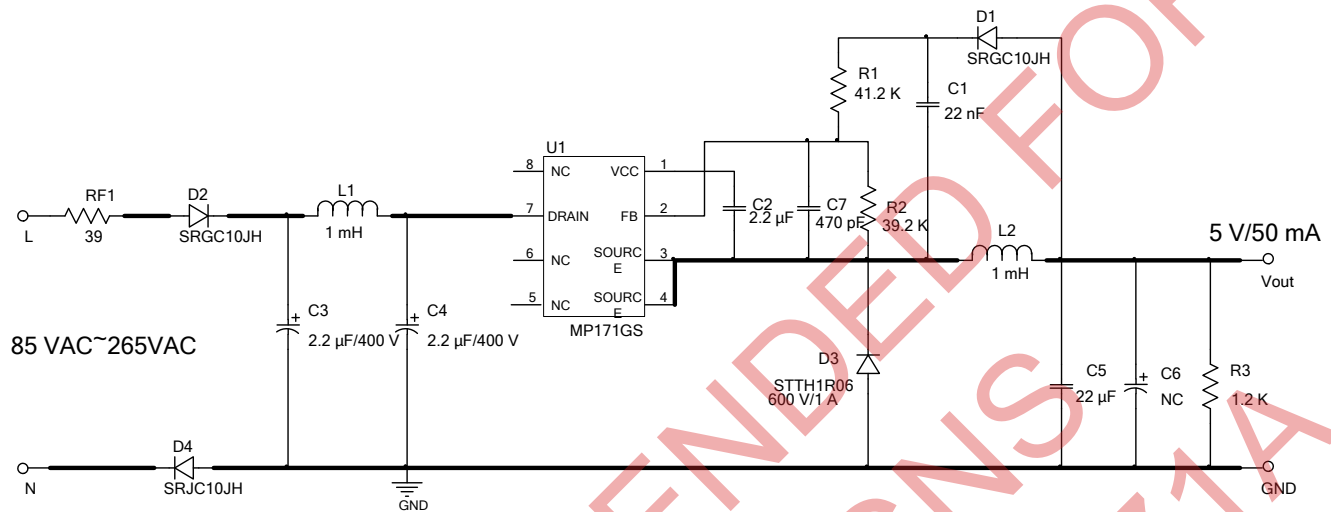 D1
SRGC10JH
R1
41.2 K
C1
22 nF
U1
8 NC VCC 1
7 DRAIN FB 2
6 NC SOURC
E 3
5 NC SOURC
E 4
MP171GS
RF1
39
L
D2
SRGC10JH
L1
1 mH
C2
2.2 µF
C7
470 pF
R2
39.2 K
L2
1 mH
5 V/50 mA
Vout
C3
+
2.2 µF/400 V
C4
+
2.2 µF/400 V
85 VAC~265VAC
D3
STTH1R06
600 V/1 A
C5
22 µF
C6
+
NC
R3
1.2 K
D4
SRJC10JH
N
GND
GND
ENDED FOR
GNS
71A